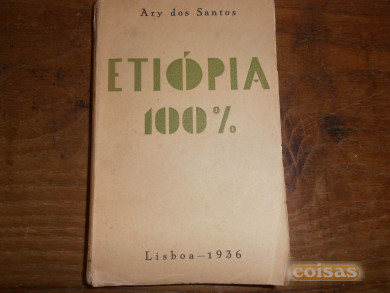 Ary dos Santos
ETIÓPIA
100%
Lisboa—1936
coisas